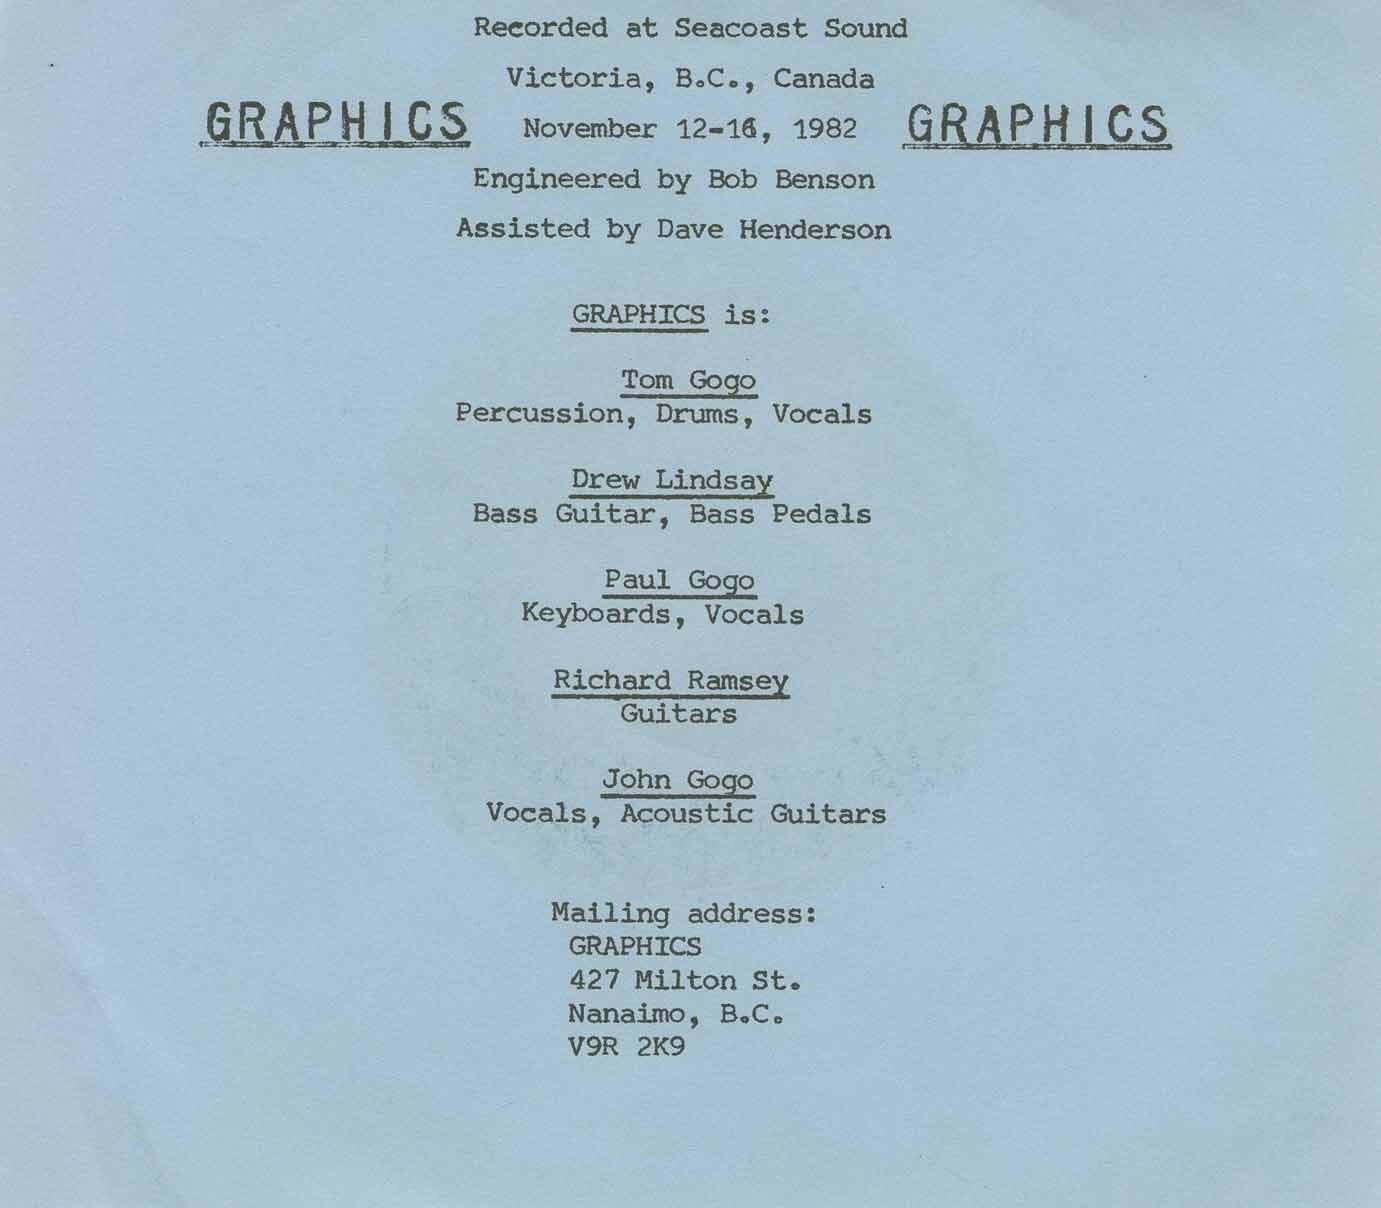 Recorded at Seacoast Sound
Victoria, B.C., Canada
GRAPHICS November 12-16, 1982 GRAPHICS
Engineered by Bob Benson
Assisted by Dave Henderson
GRAPHICS is:
Tom Gogo
Percussion, Drums, Vocals
Drew Lindsay
Bass Guitar, Bass Pedals
Paul Gogo
Keyboards, Vocals
Richard Ramsey
Guitars
John Gogo
Vocals, Acoustic Guitars
Mailing address:
GRAPHICS
427 Milton St.
Nanaimo, B.C.
V9R 2K9